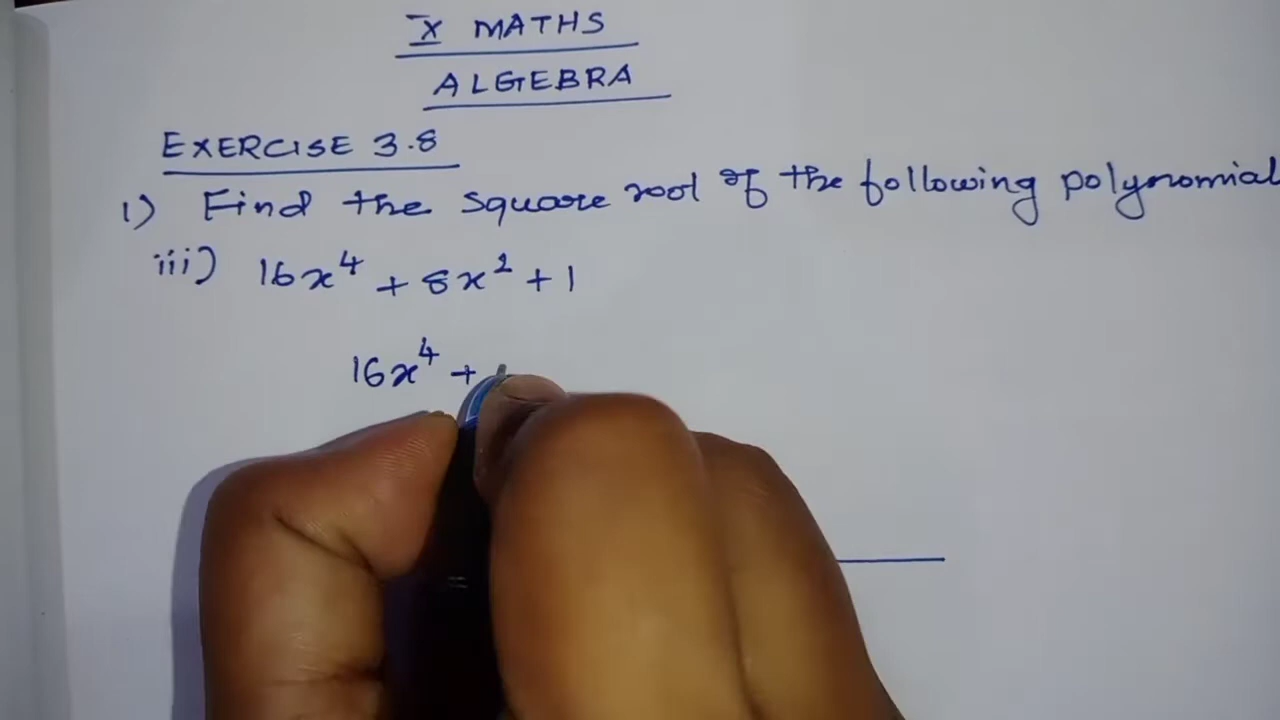 X MATHS
ALGEBRA
EXERCISE 3.8
1) Find the square root of the following polynomial
iii) 16x⁴ + 8x² + 1
16x⁴ +